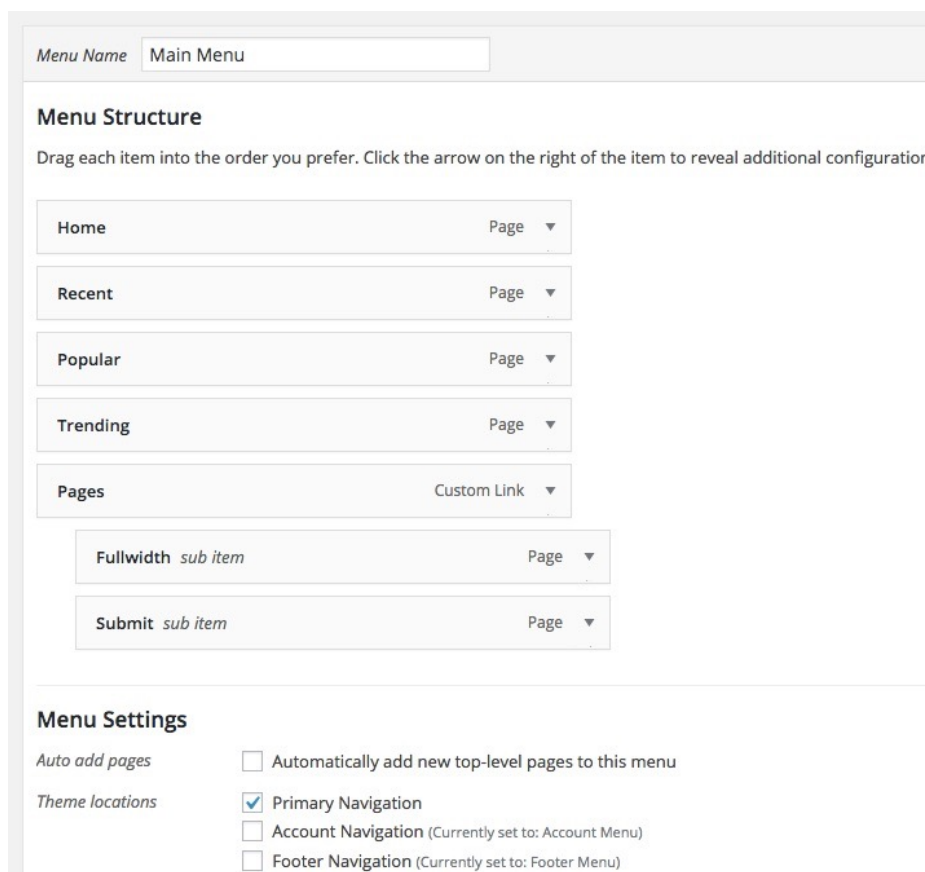 Menu Name Main Menu
Menu Structure
Drag each item into the order you prefer. Click the arrow on the right of the item to reveal additional configuration
Home Page
Recent Page
Popular Page
Trending Page
Pages Custom Link
Fullwidth sub item Page
Submit sub item Page
Menu Settings
Auto add pages Automatically add new top-level pages to this menu
Theme locations Primary Navigation
Account Navigation (Currently set to: Account Menu)
Footer Navigation (Currently set to: Footer Menu)